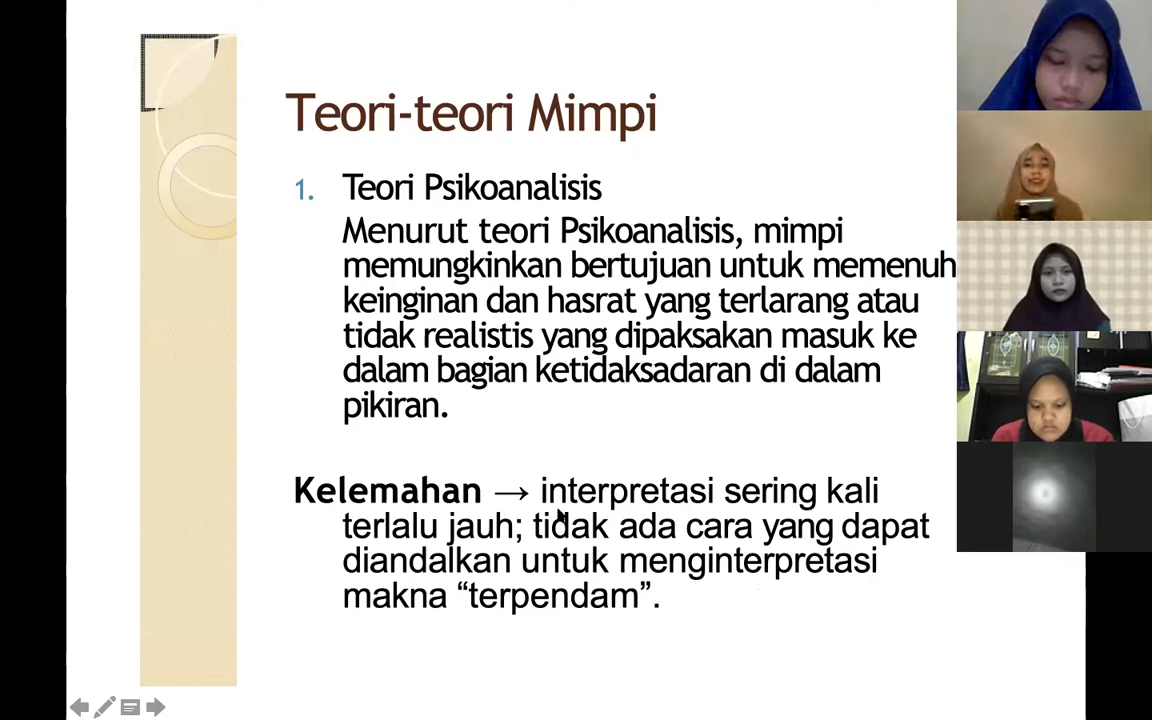 Teori-teori Mimpi
1. Teori Psikoanalisis
Menurut teori Psikoanalisis, mimpi
memungkinkan bertujuan untuk memenuh
keinginan dan hasrat yang terlarang atau
tidak realistis yang dipaksakan masuk ke
dalam bagian ketidaksadaran di dalam
pikiran.
Kelemahan → interpretasi sering kali
terlalu jauh; tidak ada cara yang dapat
diandalkan untuk menginterpretasi
makna “terpendam”.